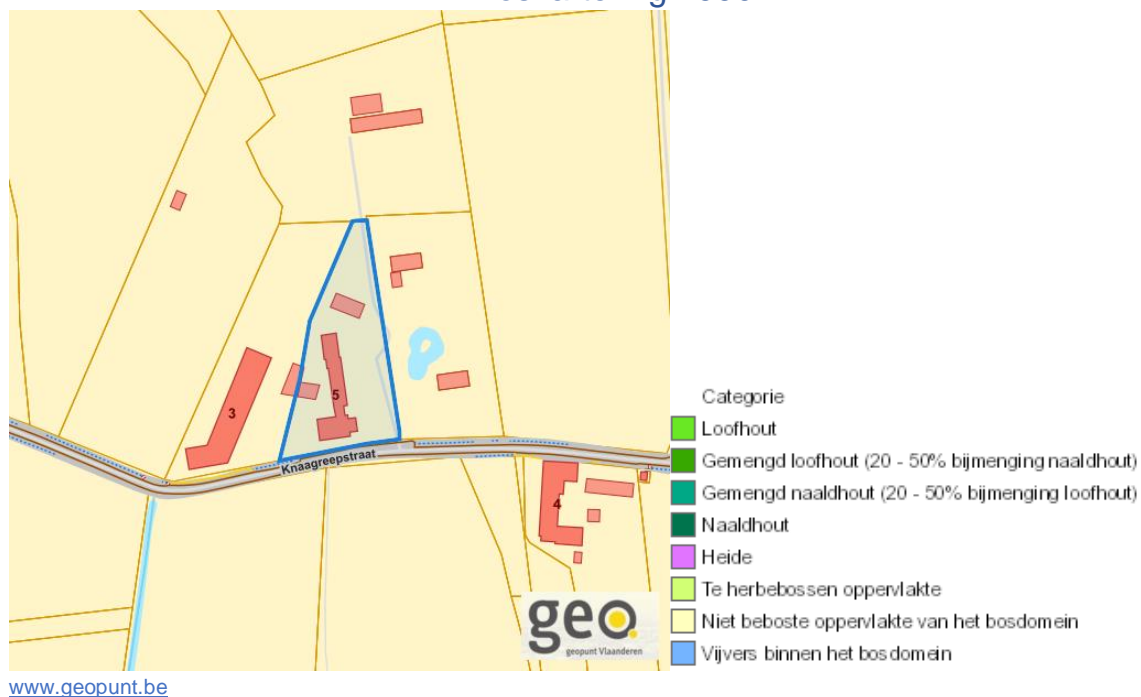 3
5
Knaagreepstraat
4
geo
geopunt Vlaanderen
Categorie
Loofhout
Gemengd loofhout (20 - 50% bijmenging naaldhout)
Gemengd naaldhout (20 - 50% bijmenging loofhout)
Naaldhout
Heide
Te herbebossen oppervlakte
Niet beboste oppervlakte van het bosdomein
Vijvers binnen het bosdomein
www.geopunt.be